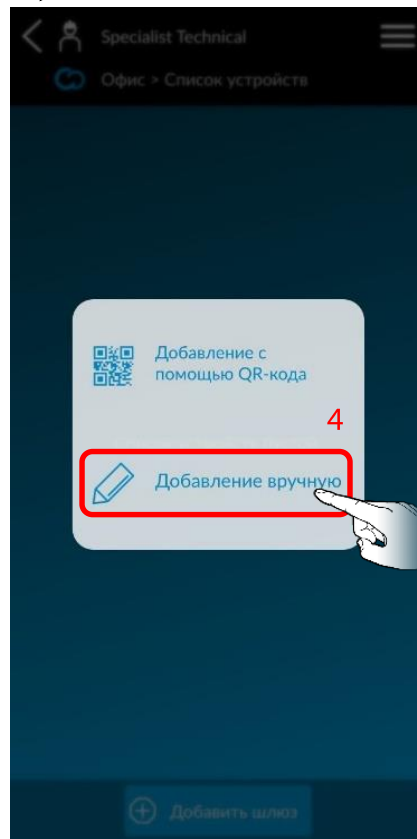 Specialist Technical
Офис > Список устройств
Добавление с
помощью QR-кода
4
Добавление вручную
Добавить шлюз